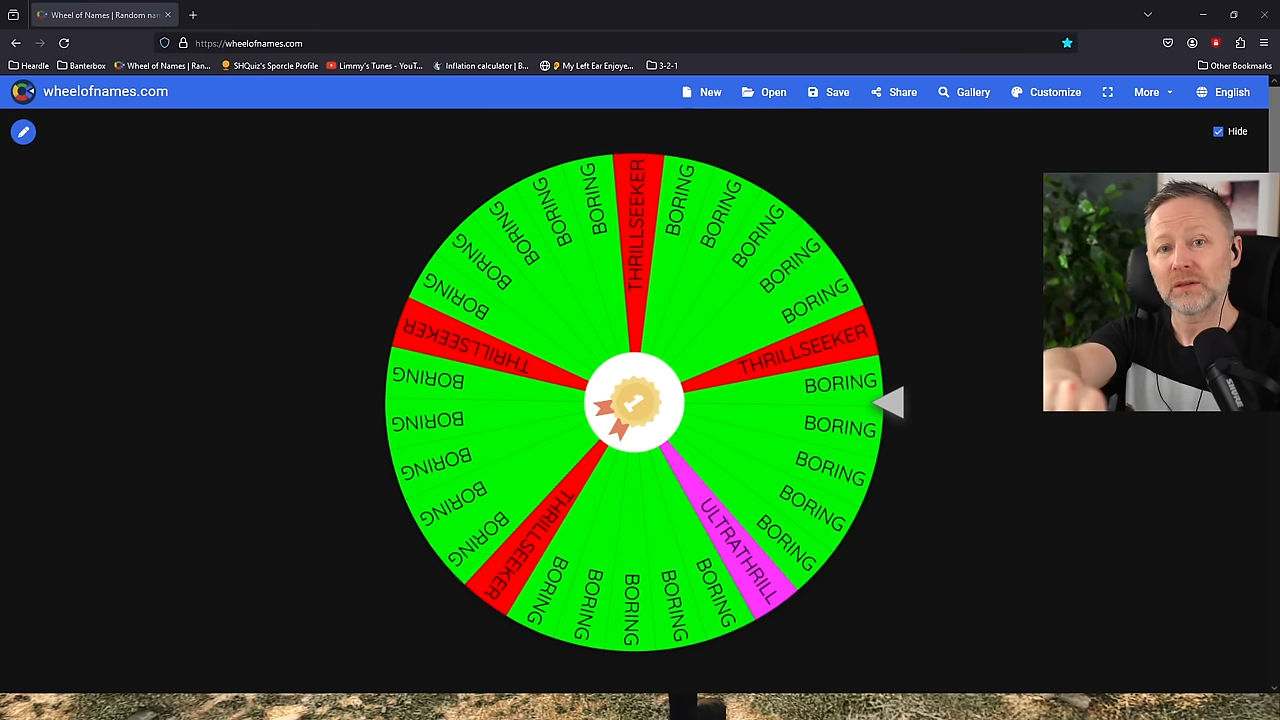 Wheel of Names | Random nam
https://wheelofnames.com
Heardle
Banterbox
Wheel of Names | Ran...
SHQuiz's Sporcle Profile
Limmy's Tunes - YouT...
Inflation calculator | B...
My Left Ear Enjoye...
3-2-1
Other Bookmarks
wheelofnames.com
New
Open
Save
Share
Gallery
Customize
More
English
Hide
THRILLSEEKER
BORING
BORING
BORING
BORING
BORING
THRILLSEEKER
BORING
BORING
BORING
BORING
BORING
ULTRATHRILL
BORING
BORING
BORING
BORING
BORING
THRILLSEEKER
BORING
BORING
BORING
BORING
BORING
THRILLSEEKER
BORING
BORING
BORING
BORING
BORING
1
SHURE